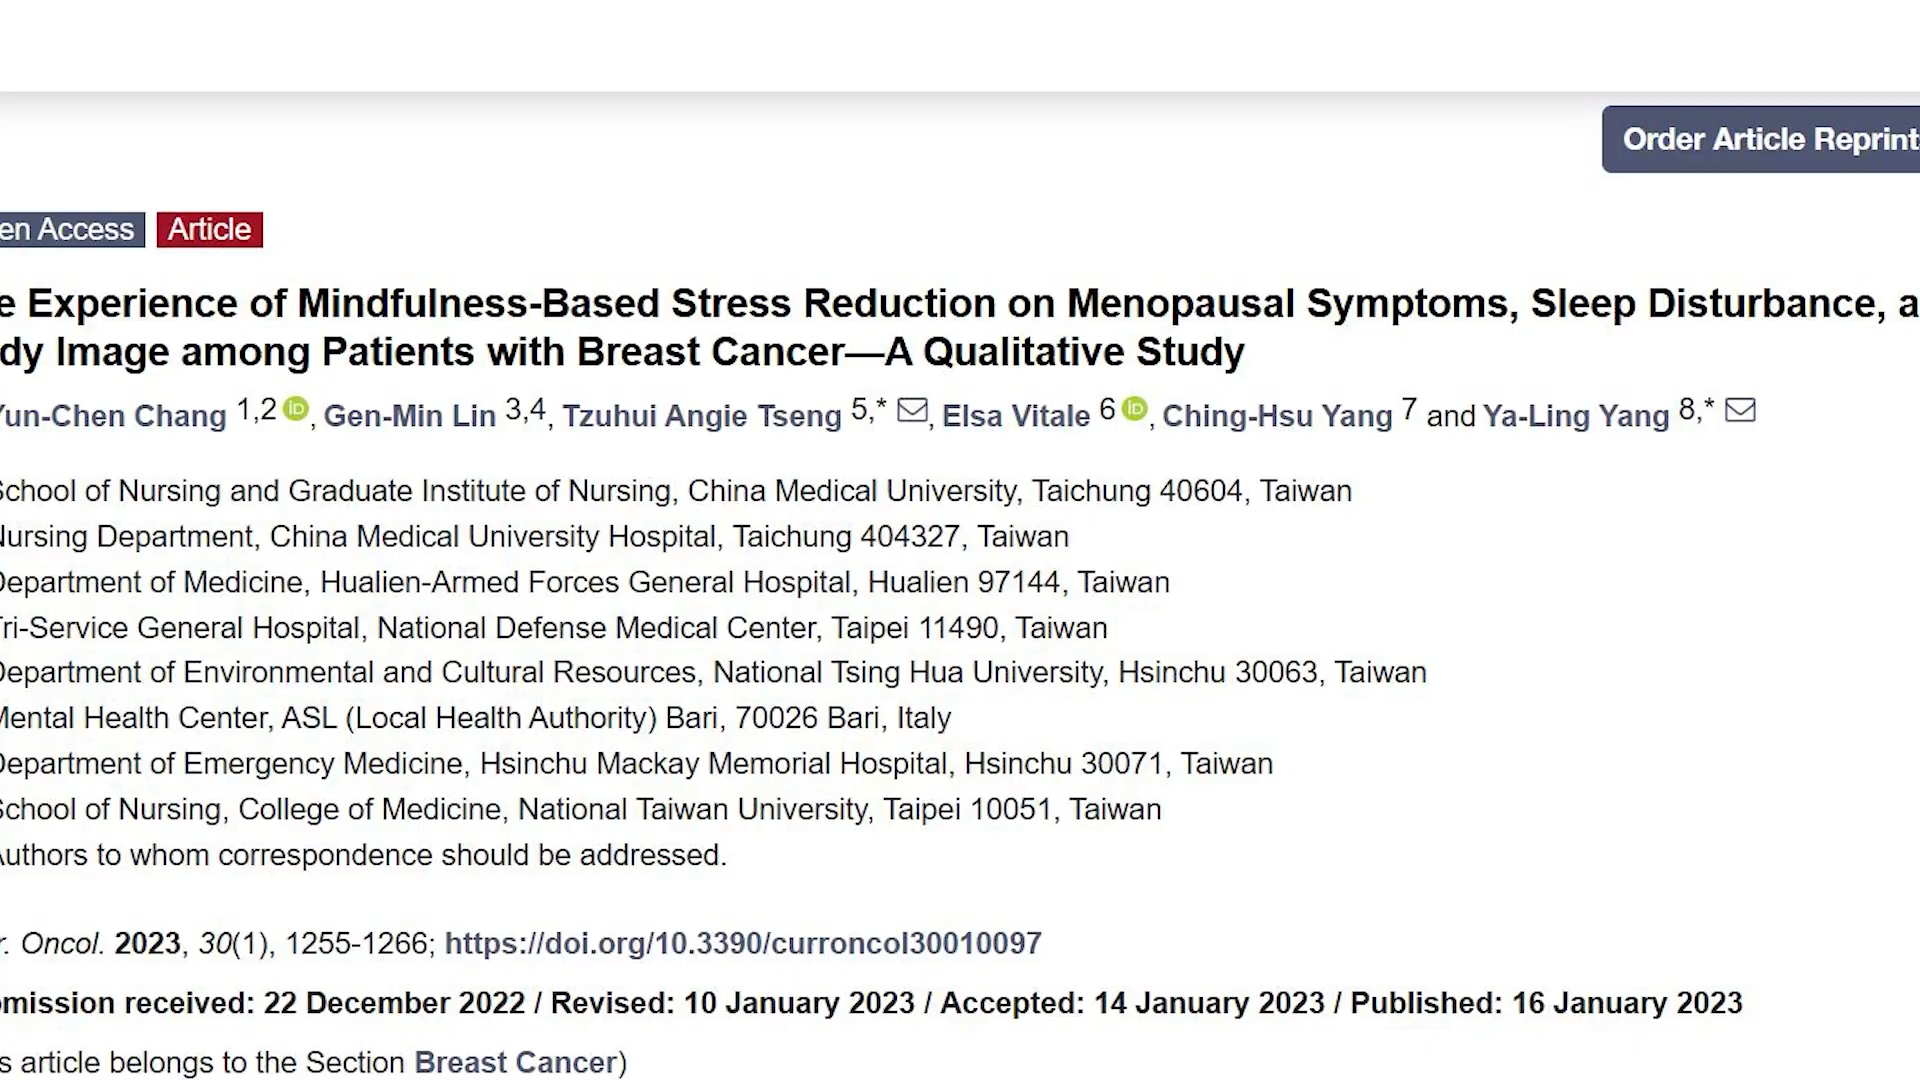 Order Article Reprint
en Access Article
e Experience of Mindfulness-Based Stress Reduction on Menopausal Symptoms, Sleep Disturbance, a
dy Image among Patients with Breast Cancer—A Qualitative Study
Yun-Chen Chang 1,2 iD, Gen-Min Lin 3,4, Tzuhui Angie Tseng 5,* , Elsa Vitale 6 iD, Ching-Hsu Yang 7 and Ya-Ling Yang 8,*
School of Nursing and Graduate Institute of Nursing, China Medical University, Taichung 40604, Taiwan
Nursing Department, China Medical University Hospital, Taichung 404327, Taiwan
Department of Medicine, Hualien-Armed Forces General Hospital, Hualien 97144, Taiwan
Tri-Service General Hospital, National Defense Medical Center, Taipei 11490, Taiwan
Department of Environmental and Cultural Resources, National Tsing Hua University, Hsinchu 30063, Taiwan
Mental Health Center, ASL (Local Health Authority) Bari, 70026 Bari, Italy
Department of Emergency Medicine, Hsinchu Mackay Memorial Hospital, Hsinchu 30071, Taiwan
School of Nursing, College of Medicine, National Taiwan University, Taipei 10051, Taiwan
Authors to whom correspondence should be addressed.
r. Oncol. 2023, 30(1), 1255-1266; https://doi.org/10.3390/curroncol30010097
mission received: 22 December 2022 / Revised: 10 January 2023 / Accepted: 14 January 2023 / Published: 16 January 2023
s article belongs to the Section Breast Cancer)